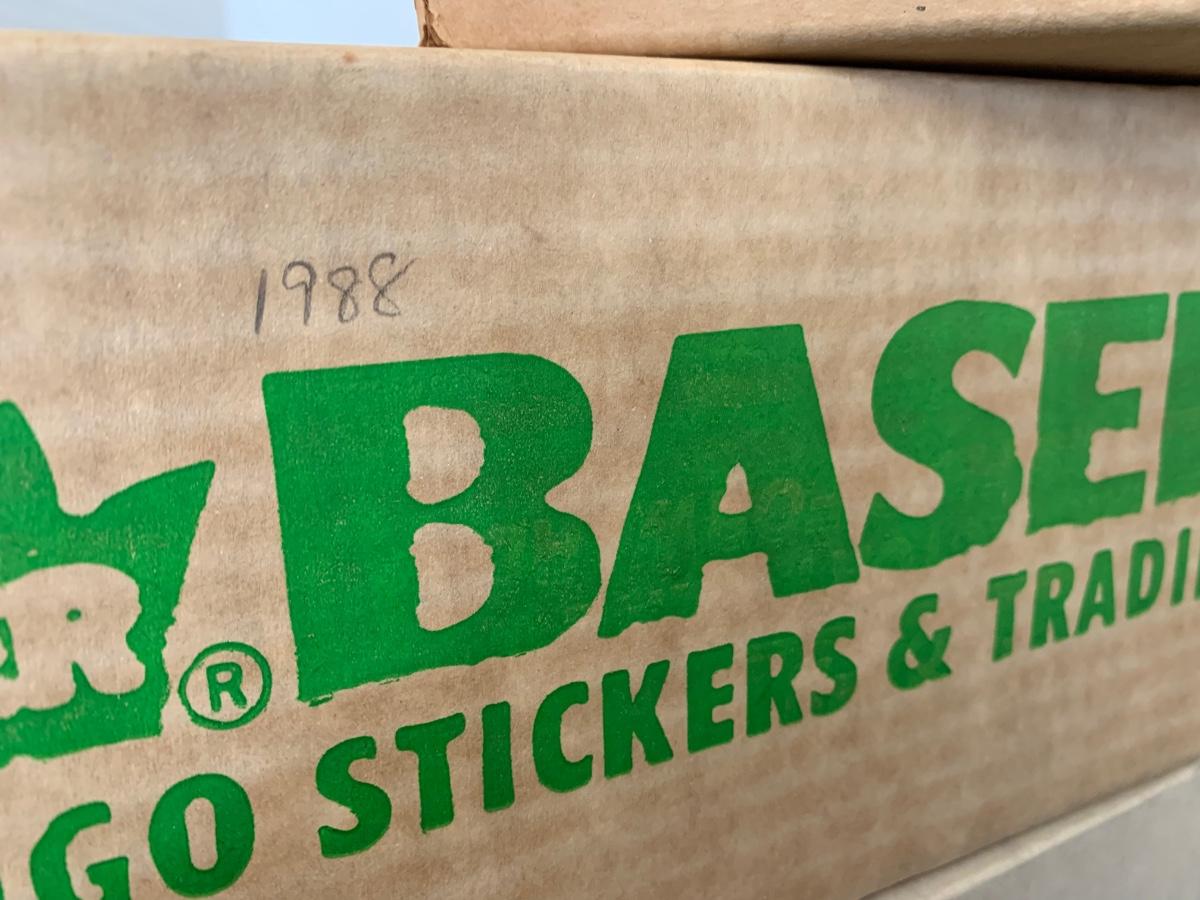 1988
R ® BASE
GO STICKERS & TRADI